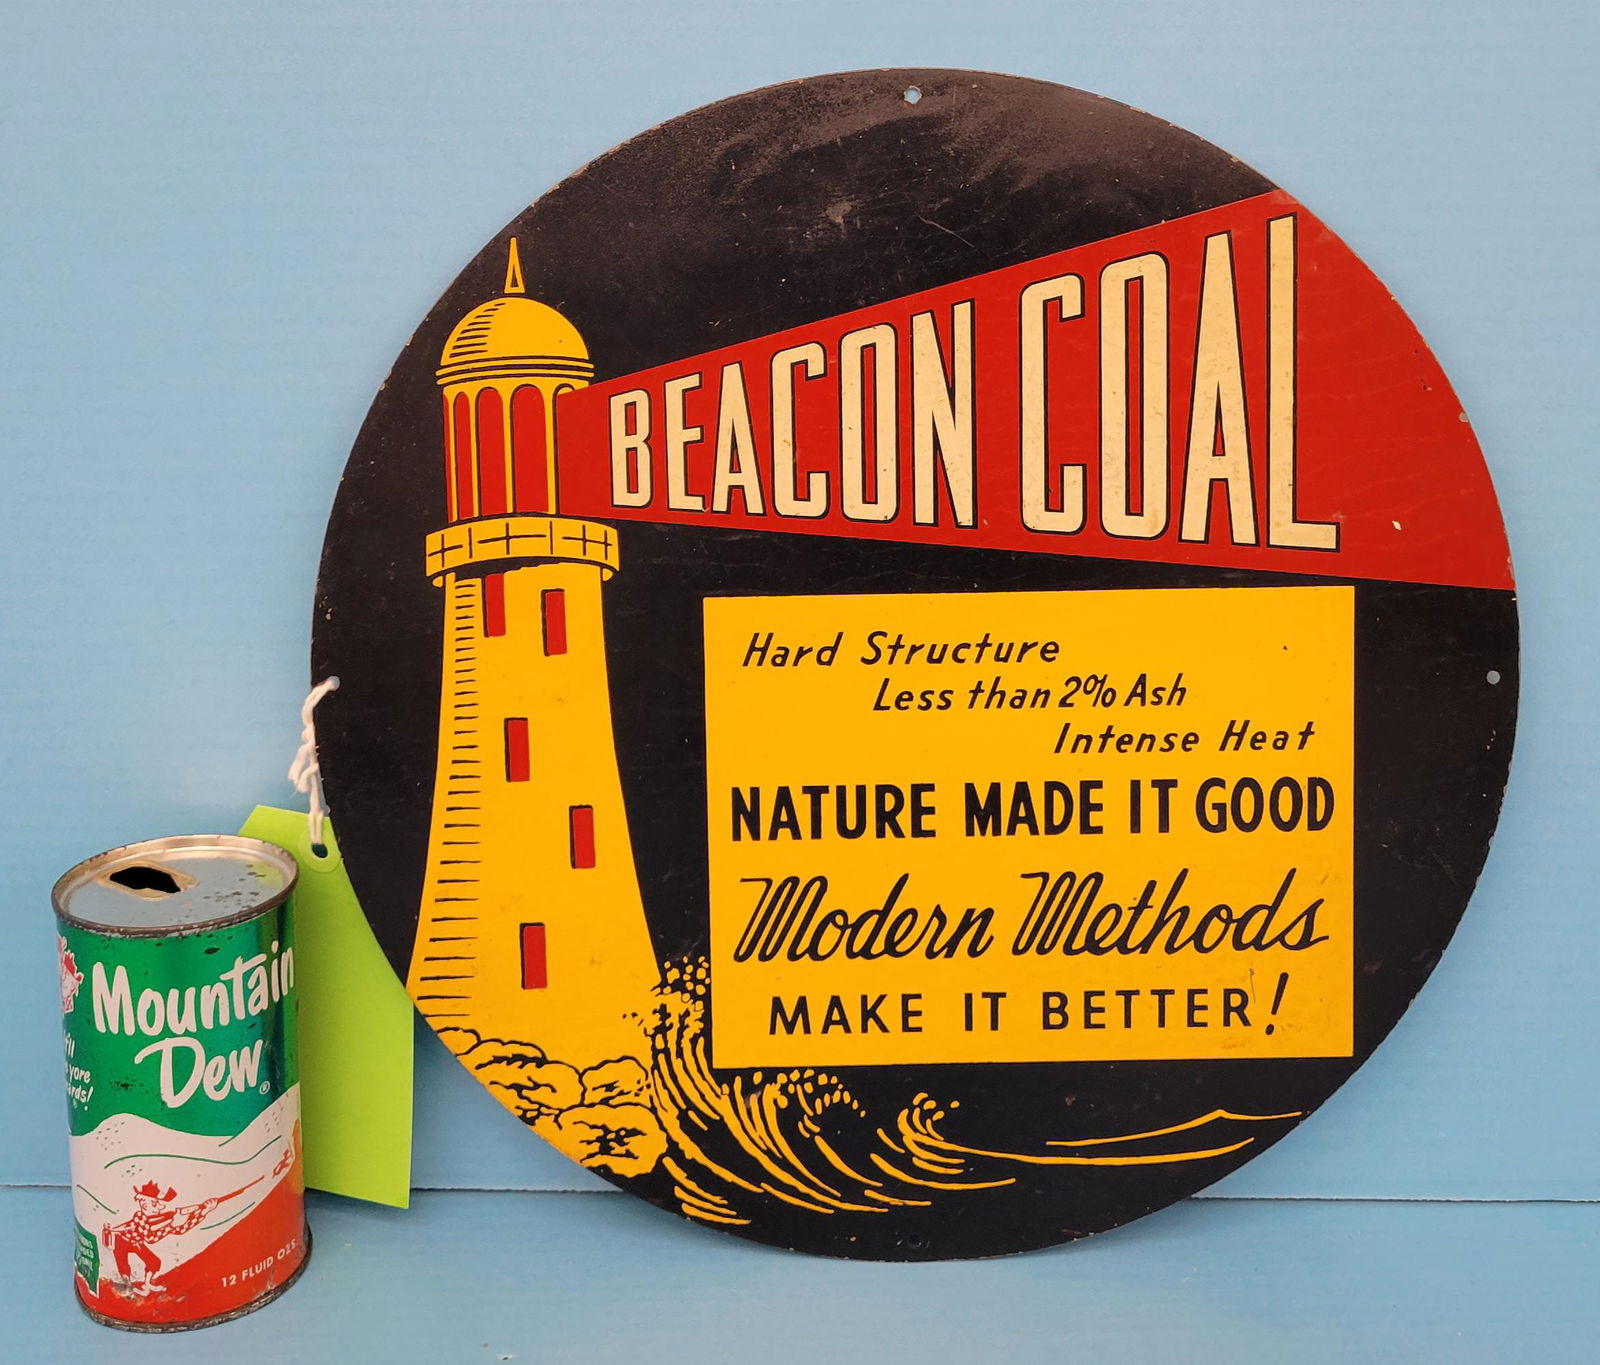 BEACON COAL
Hard Structure
Less than 2% Ash
Intense Heat
NATURE MADE IT GOOD
Modern Methods
MAKE IT BETTER!
Mountain
Dew®
yore
12 FLUID OZS.